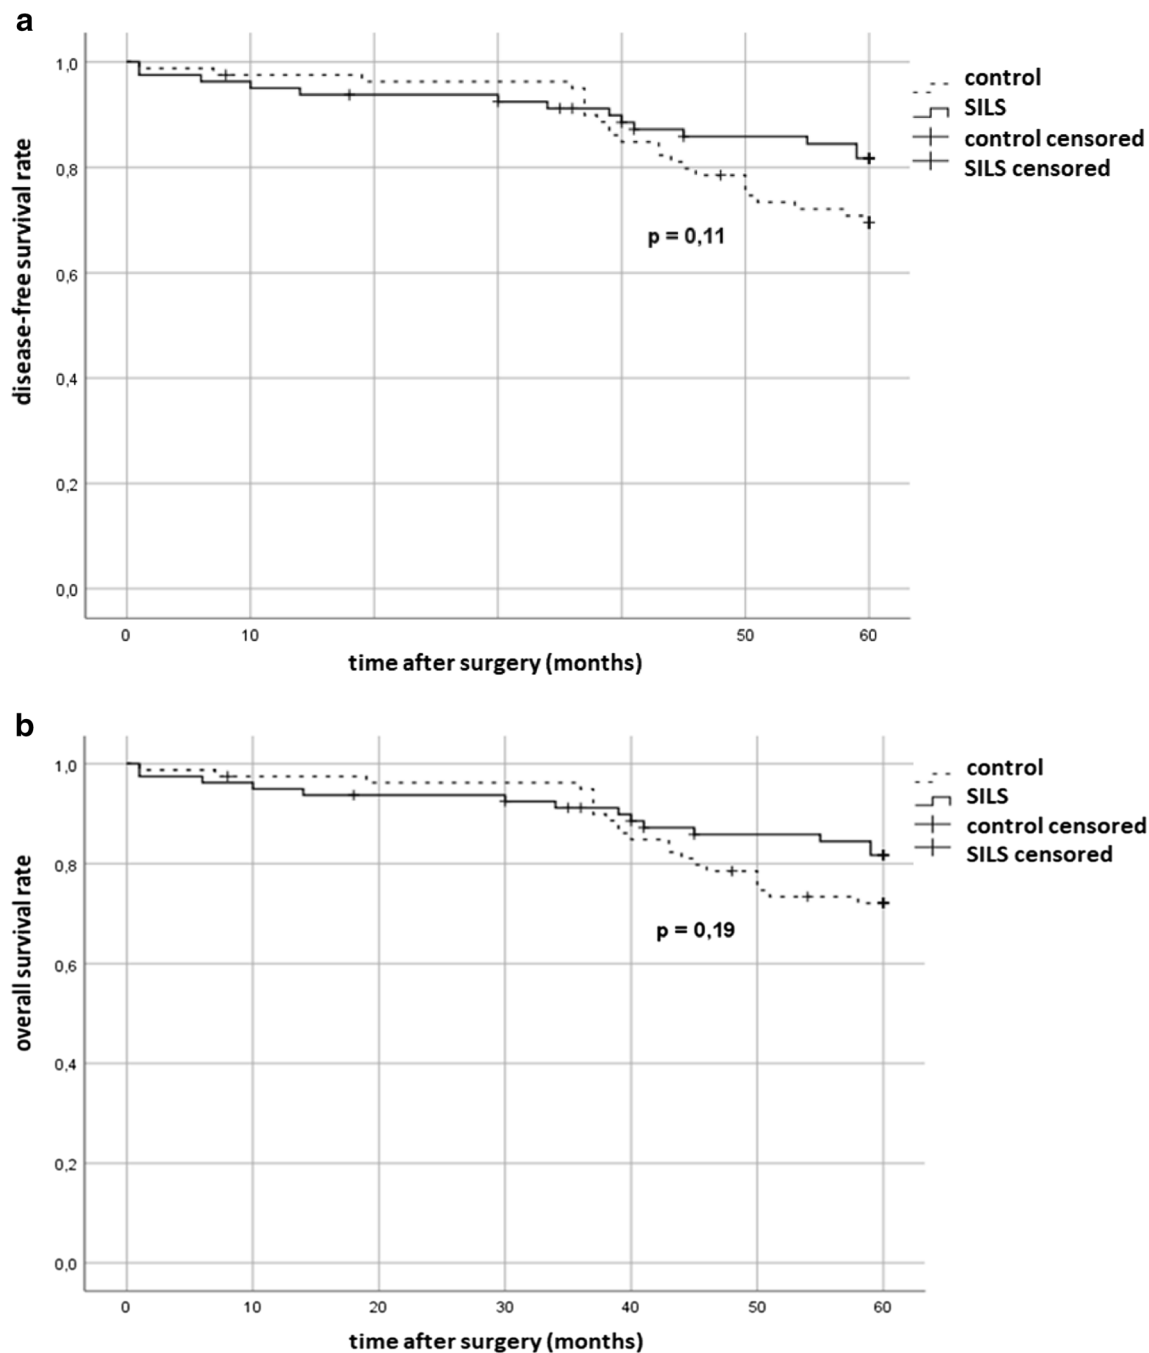 a
1,0
0,8
0,6
0,4
0,2
0,0
disease-free survival rate
p = 0,11
control
SILS
control censored
SILS censored
0 10 50 60
time after surgery (months)
b
1,0
0,8
0,6
0,4
0,2
0,0
overall survival rate
p = 0,19
control
SILS
control censored
SILS censored
0 10 20 30 40 50 60
time after surgery (months)